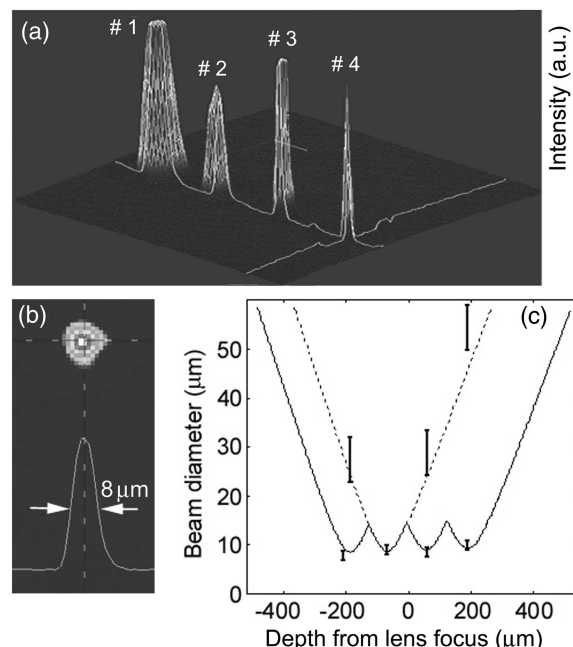 (a)
# 1
# 2
# 3
# 4
Intensity (a.u.)
(b)
8 µm
(c)
Beam diameter (µm)
50
40
30
20
10
0
-400 -200 0 200 400
Depth from lens focus (µm)